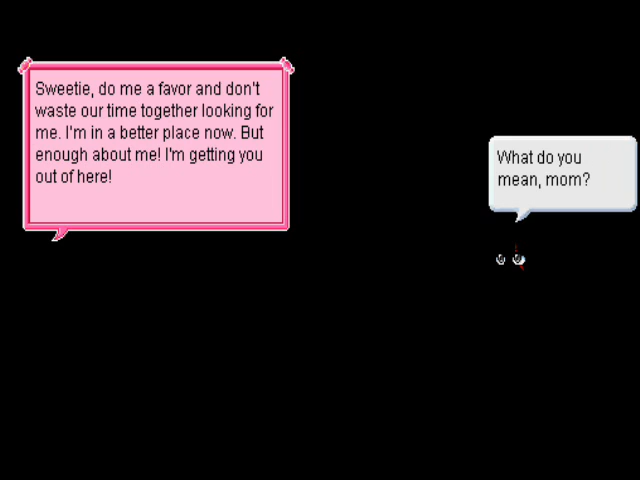 Sweetie, do me a favor and don't
waste our time together looking for
me. I'm in a better place now. But
enough about me! I'm getting you
out of here!
What do you
mean, mom?